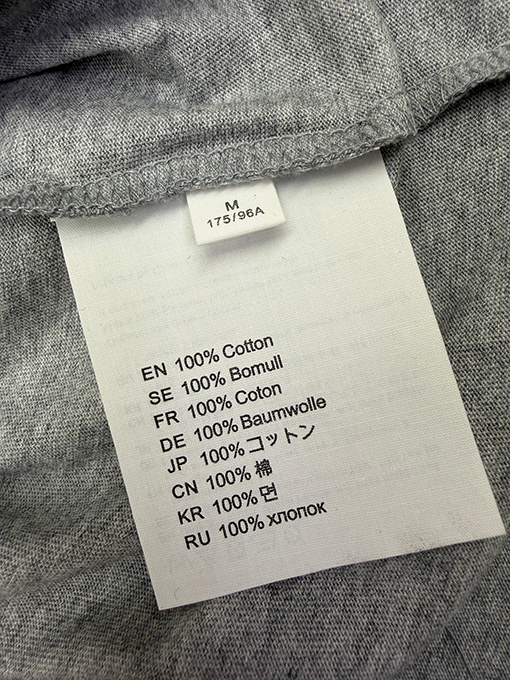 M
175/96A
EN 100% Cotton
SE 100% Bomull
FR 100% Coton
DE 100% Baumwolle
JP 100% コットン
CN 100% 棉
KR 100% 면
RU 100% хлопок